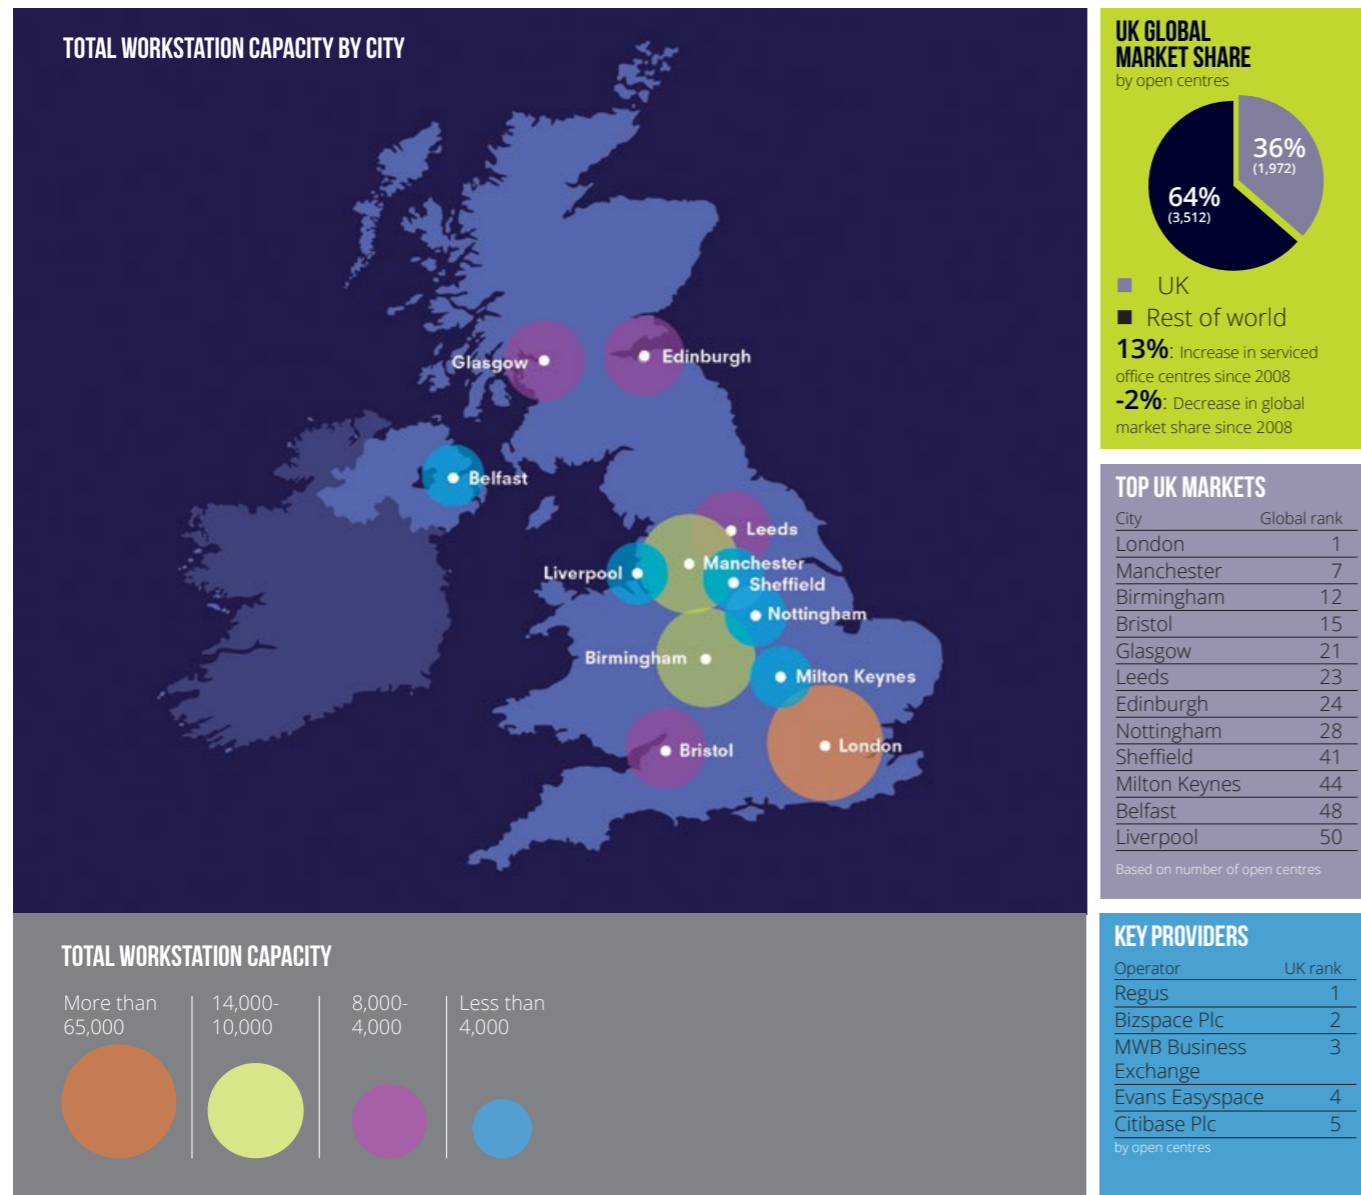 TOTAL WORKSTATION CAPACITY BY CITY
Glasgow
Edinburgh
Belfast
Leeds
Manchester
Liverpool
Sheffield
Nottingham
Birmingham
Milton Keynes
Bristol
London
TOTAL WORKSTATION CAPACITY
More than
65,000
14,000-
10,000
8,000-
4,000
Less than
4,000
UK GLOBAL
MARKET SHARE
by open centres
36%
(1,972)
64%
(3,512)
UK
Rest of world
13%: Increase in serviced
office centres since 2008
-2%: Decrease in global
market share since 2008
TOP UK MARKETS
City Global rank
London 1
Manchester 7
Birmingham 12
Bristol 15
Glasgow 21
Leeds 23
Edinburgh 24
Nottingham 28
Sheffield 41
Milton Keynes 44
Belfast 48
Liverpool 50
Based on number of open centres
KEY PROVIDERS
Operator UK rank
Regus 1
Bizspace Plc 2
MWB Business 3
Exchange
Evans Easyspace 4
Citibase Plc 5
by open centres